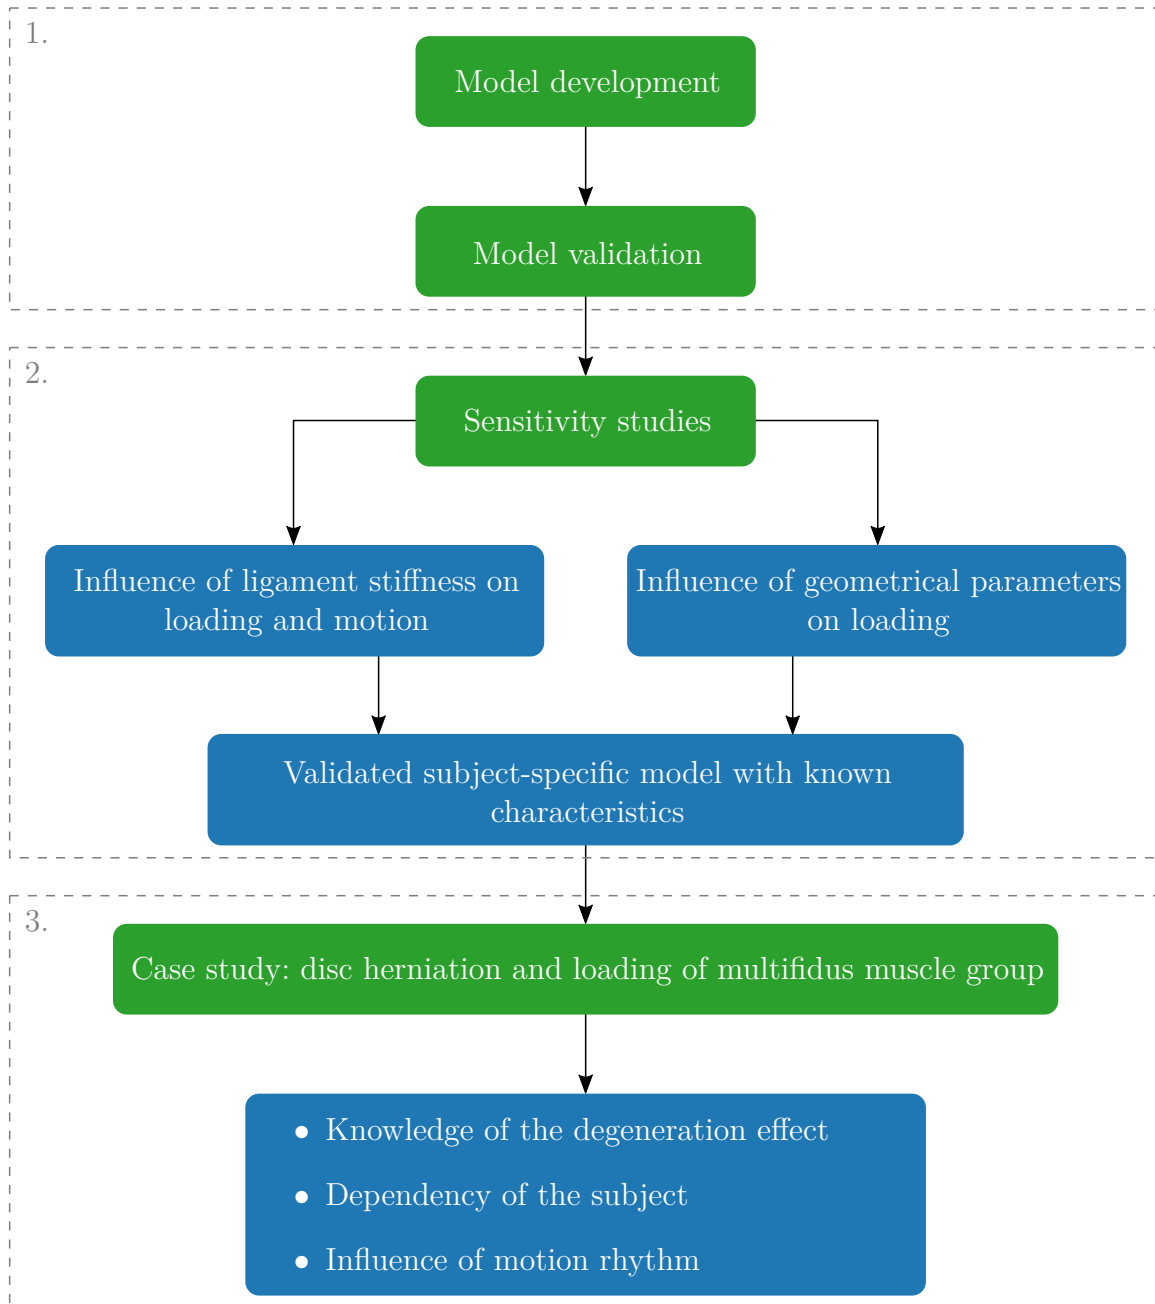 1.
Model development
Model validation
2.
Sensitivity studies
Influence of ligament stiffness on
loading and motion
Influence of geometrical parameters
on loading
Validated subject-specific model with known
characteristics
3.
Case study: disc herniation and loading of multifidus muscle group
• Knowledge of the degeneration effect
• Dependency of the subject
• Influence of motion rhythm